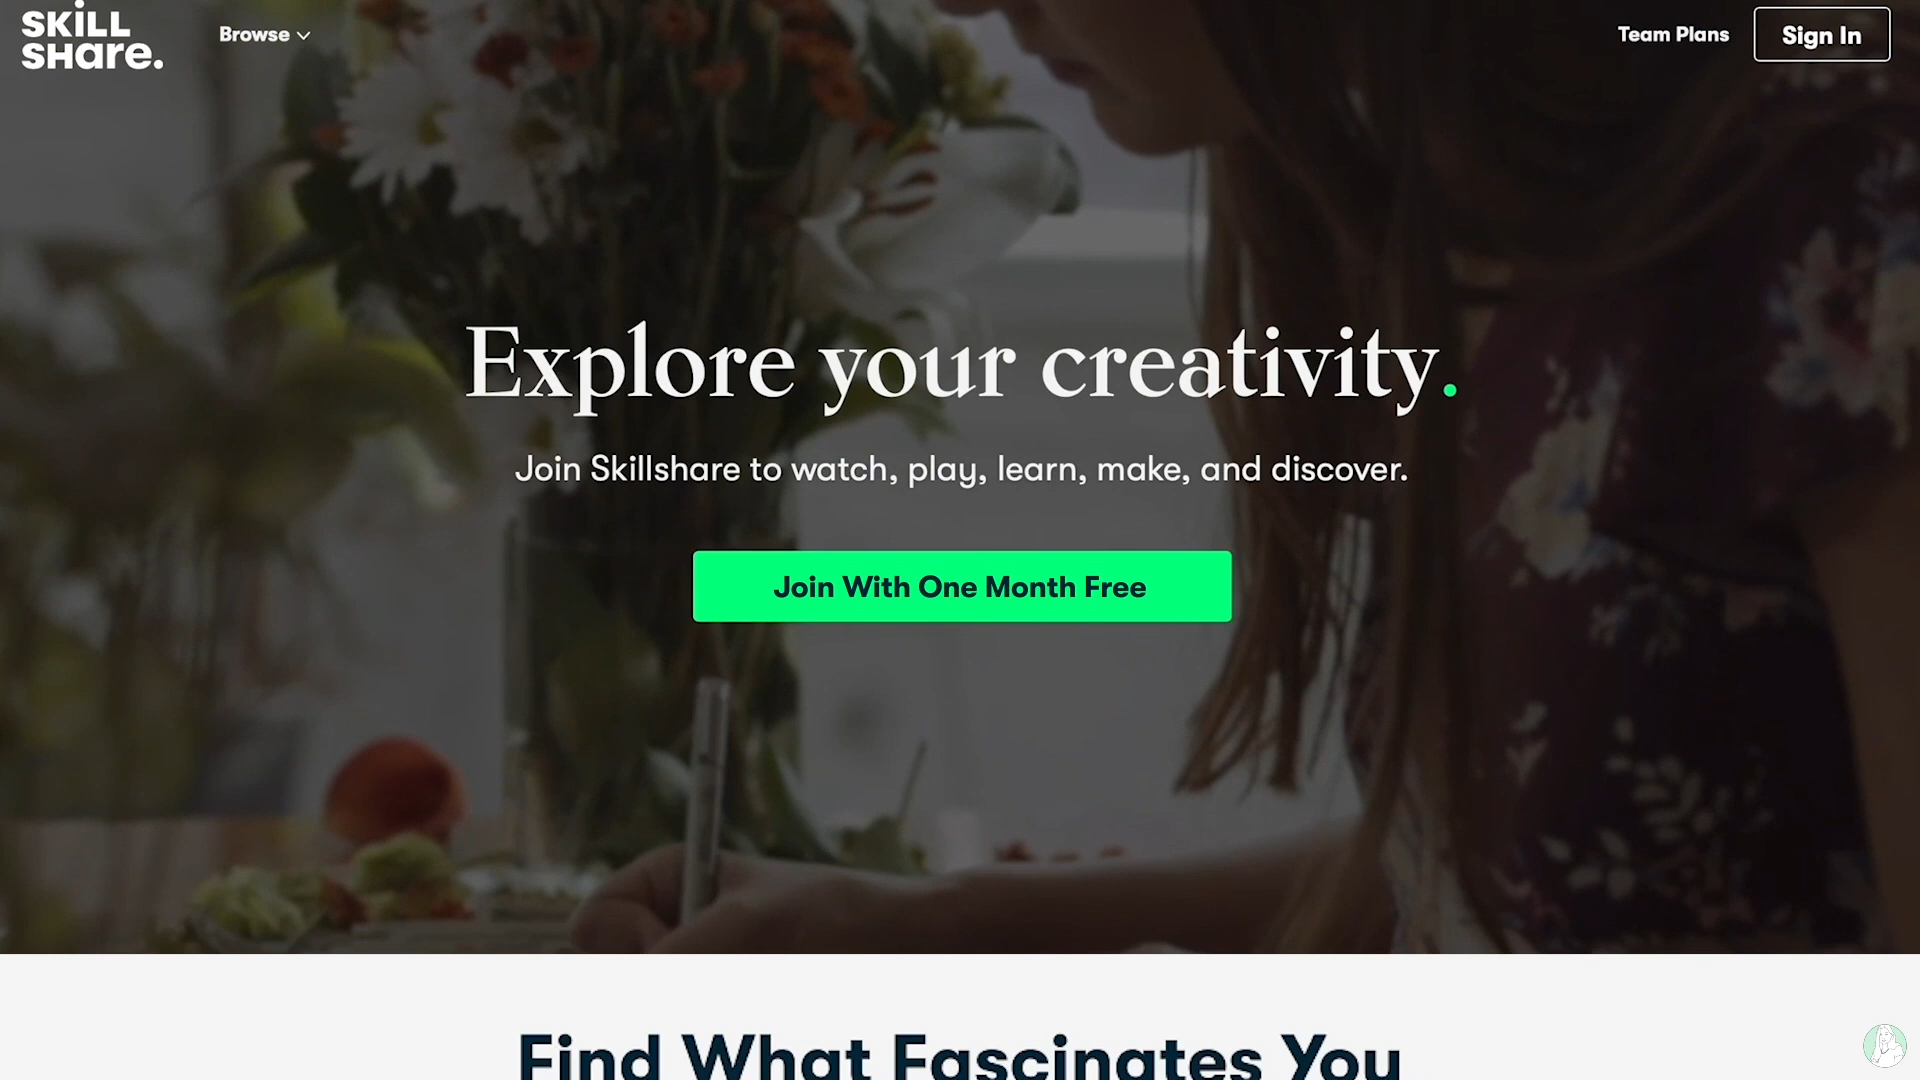 SKiLL
SHare.
Browse
Team Plans
Sign In
Explore your creativity.
Join Skillshare to watch, play, learn, make, and discover.
Join With One Month Free
Find What Fascinates You